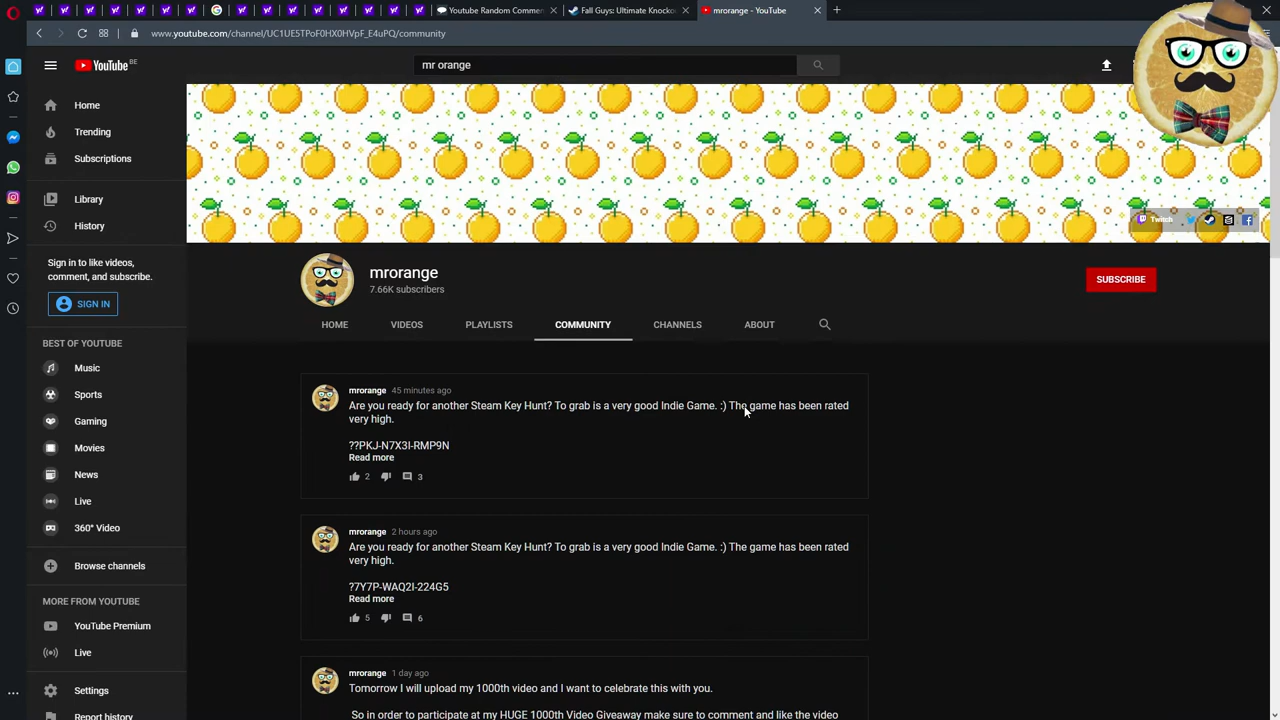 Youtube Random Commen
Fall Guys: Ultimate Knockou
mrorange - YouTube
www.youtube.com/channel/UC1UE5TPoF0HX0HVpF_E4uPQ/community
YouTube BE
mr orange
Home
Trending
Subscriptions
Library
History
Sign in to like videos,
comment, and subscribe.
SIGN IN
BEST OF YOUTUBE
Music
Sports
Gaming
Movies
News
Live
360° Video
Browse channels
MORE FROM YOUTUBE
YouTube Premium
Live
Settings
Report history
Twitch
mrorange
7.66K subscribers
SUBSCRIBE
HOME VIDEOS PLAYLISTS COMMUNITY CHANNELS ABOUT
mrorange 45 minutes ago
Are you ready for another Steam Key Hunt? To grab is a very good Indie Game. :) The game has been rated
very high.
??PKJ-N7X3I-RMP9N
Read more
2 3
mrorange 2 hours ago
Are you ready for another Steam Key Hunt? To grab is a very good Indie Game. :) The game has been rated
very high.
?7Y7P-WAQ2I-224G5
Read more
5 6
mrorange 1 day ago
Tomorrow I will upload my 1000th video and I want to celebrate this with you.
So in order to participate at my HUGE 1000th Video Giveaway make sure to comment and like the video